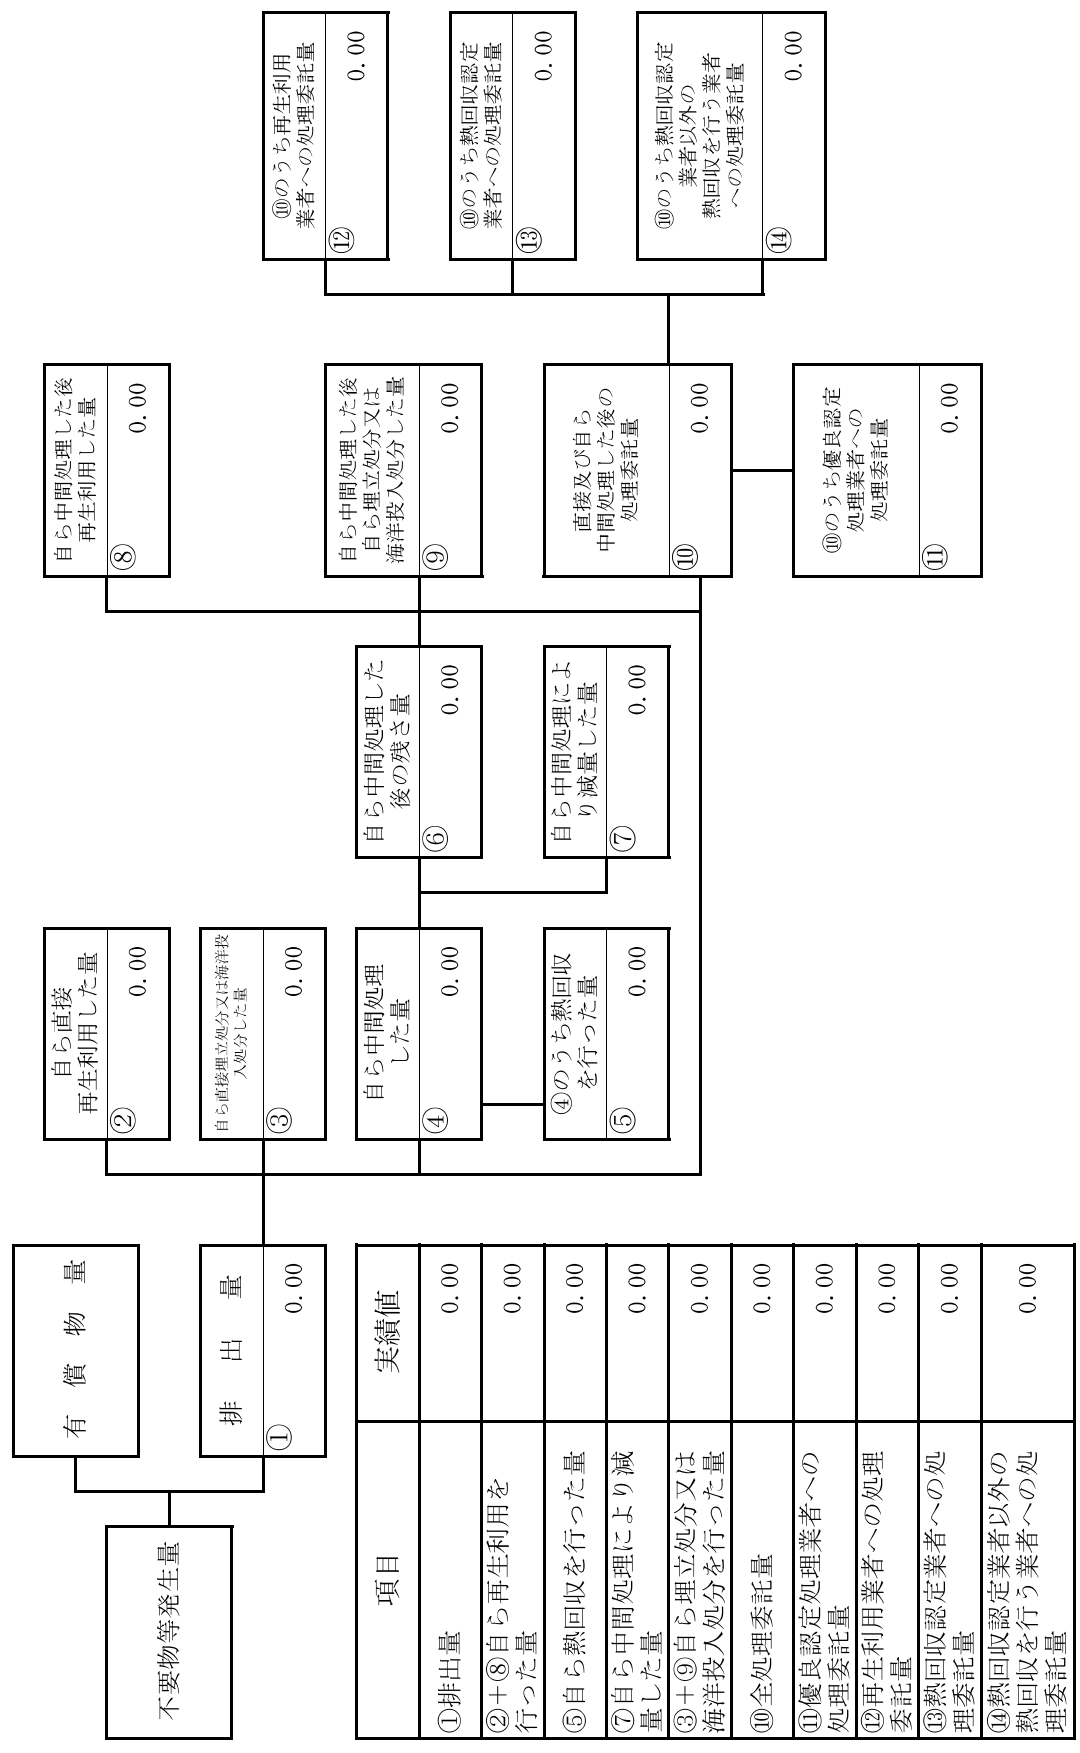 不要物等発生量
有償物量
排出量
①
0.00
自ら直接
再生利用した量
②
0.00
自ら直接埋立処分又は海洋投
入処分した量
③
0.00
自ら中間処理
した量
④
0.00
④のうち熱回収
を行った量
⑤
0.00
自ら中間処理した
後の残さ量
⑥
0.00
自ら中間処理によ
り減量した量
⑦
0.00
自ら中間処理した後
再生利用した量
⑧
0.00
自ら中間処理した後
自ら埋立処分又は
海洋投入処分した量
⑨
0.00
直接及び自ら
中間処理した後の
処理委託量
⑩
0.00
⑩のうち優良認定
処理業者への
処理委託量
⑪
0.00
⑩のうち再生利用
業者への処理委託量
⑫
0.00
⑩のうち熱回収認定
業者への処理委託量
⑬
0.00
⑩のうち熱回収認定
業者以外の
熱回収を行う業者
への処理委託量
⑭
0.00
項目
実績値
①排出量
0.00
②＋⑧自ら再生利用を
行った量
0.00
⑤自ら熱回収を行った量
0.00
⑦自ら中間処理により減
量した量
0.00
③＋⑨自ら埋立処分又は
海洋投入処分を行った量
0.00
⑩全処理委託量
0.00
⑪優良認定処理業者への
処理委託量
0.00
⑫再生利用業者への処理
委託量
0.00
⑬熱回収認定業者への処
理委託量
0.00
⑭熱回収認定業者以外の
熱回収を行う業者への処
理委託量
0.00